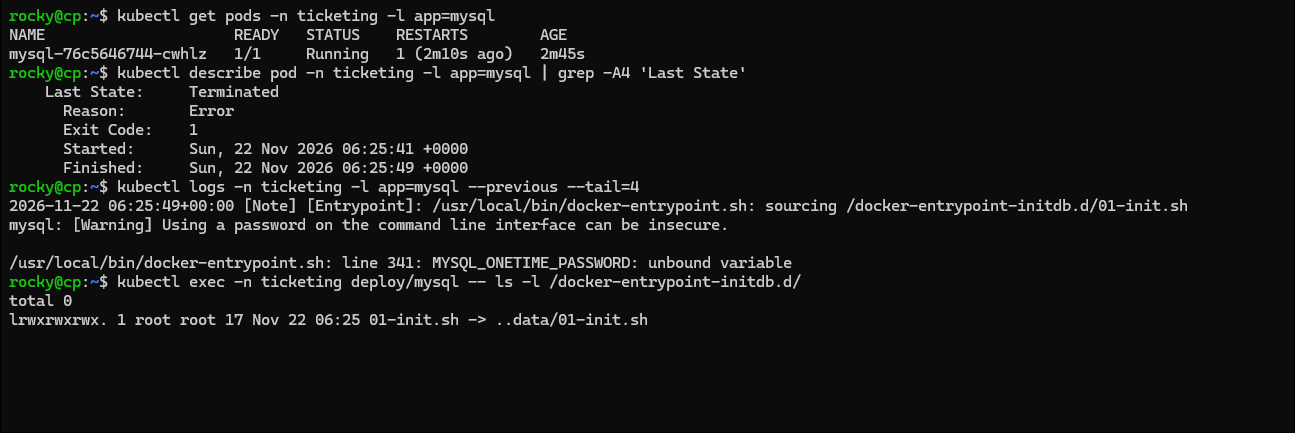 rocky@cp:~$ kubectl get pods -n ticketing -l app=mysql
NAME                     READY   STATUS    RESTARTS        AGE
mysql-76c5646744-cwhlz   1/1     Running   1 (2m10s ago)   2m45s
rocky@cp:~$ kubectl describe pod -n ticketing -l app=mysql | grep -A4 'Last State'
    Last State:     Terminated
      Reason:       Error
      Exit Code:    1
      Started:      Sun, 22 Nov 2026 06:25:41 +0000
      Finished:     Sun, 22 Nov 2026 06:25:49 +0000
rocky@cp:~$ kubectl logs -n ticketing -l app=mysql --previous --tail=4
2026-11-22 06:25:49+00:00 [Note] [Entrypoint]: /usr/local/bin/docker-entrypoint.sh: sourcing /docker-entrypoint-initdb.d/01-init.sh
mysql: [Warning] Using a password on the command line interface can be insecure.

/usr/local/bin/docker-entrypoint.sh: line 341: MYSQL_ONETIME_PASSWORD: unbound variable
rocky@cp:~$ kubectl exec -n ticketing deploy/mysql -- ls -l /docker-entrypoint-initdb.d/
total 0
lrwxrwxrwx. 1 root root 17 Nov 22 06:25 01-init.sh -> ..data/01-init.sh